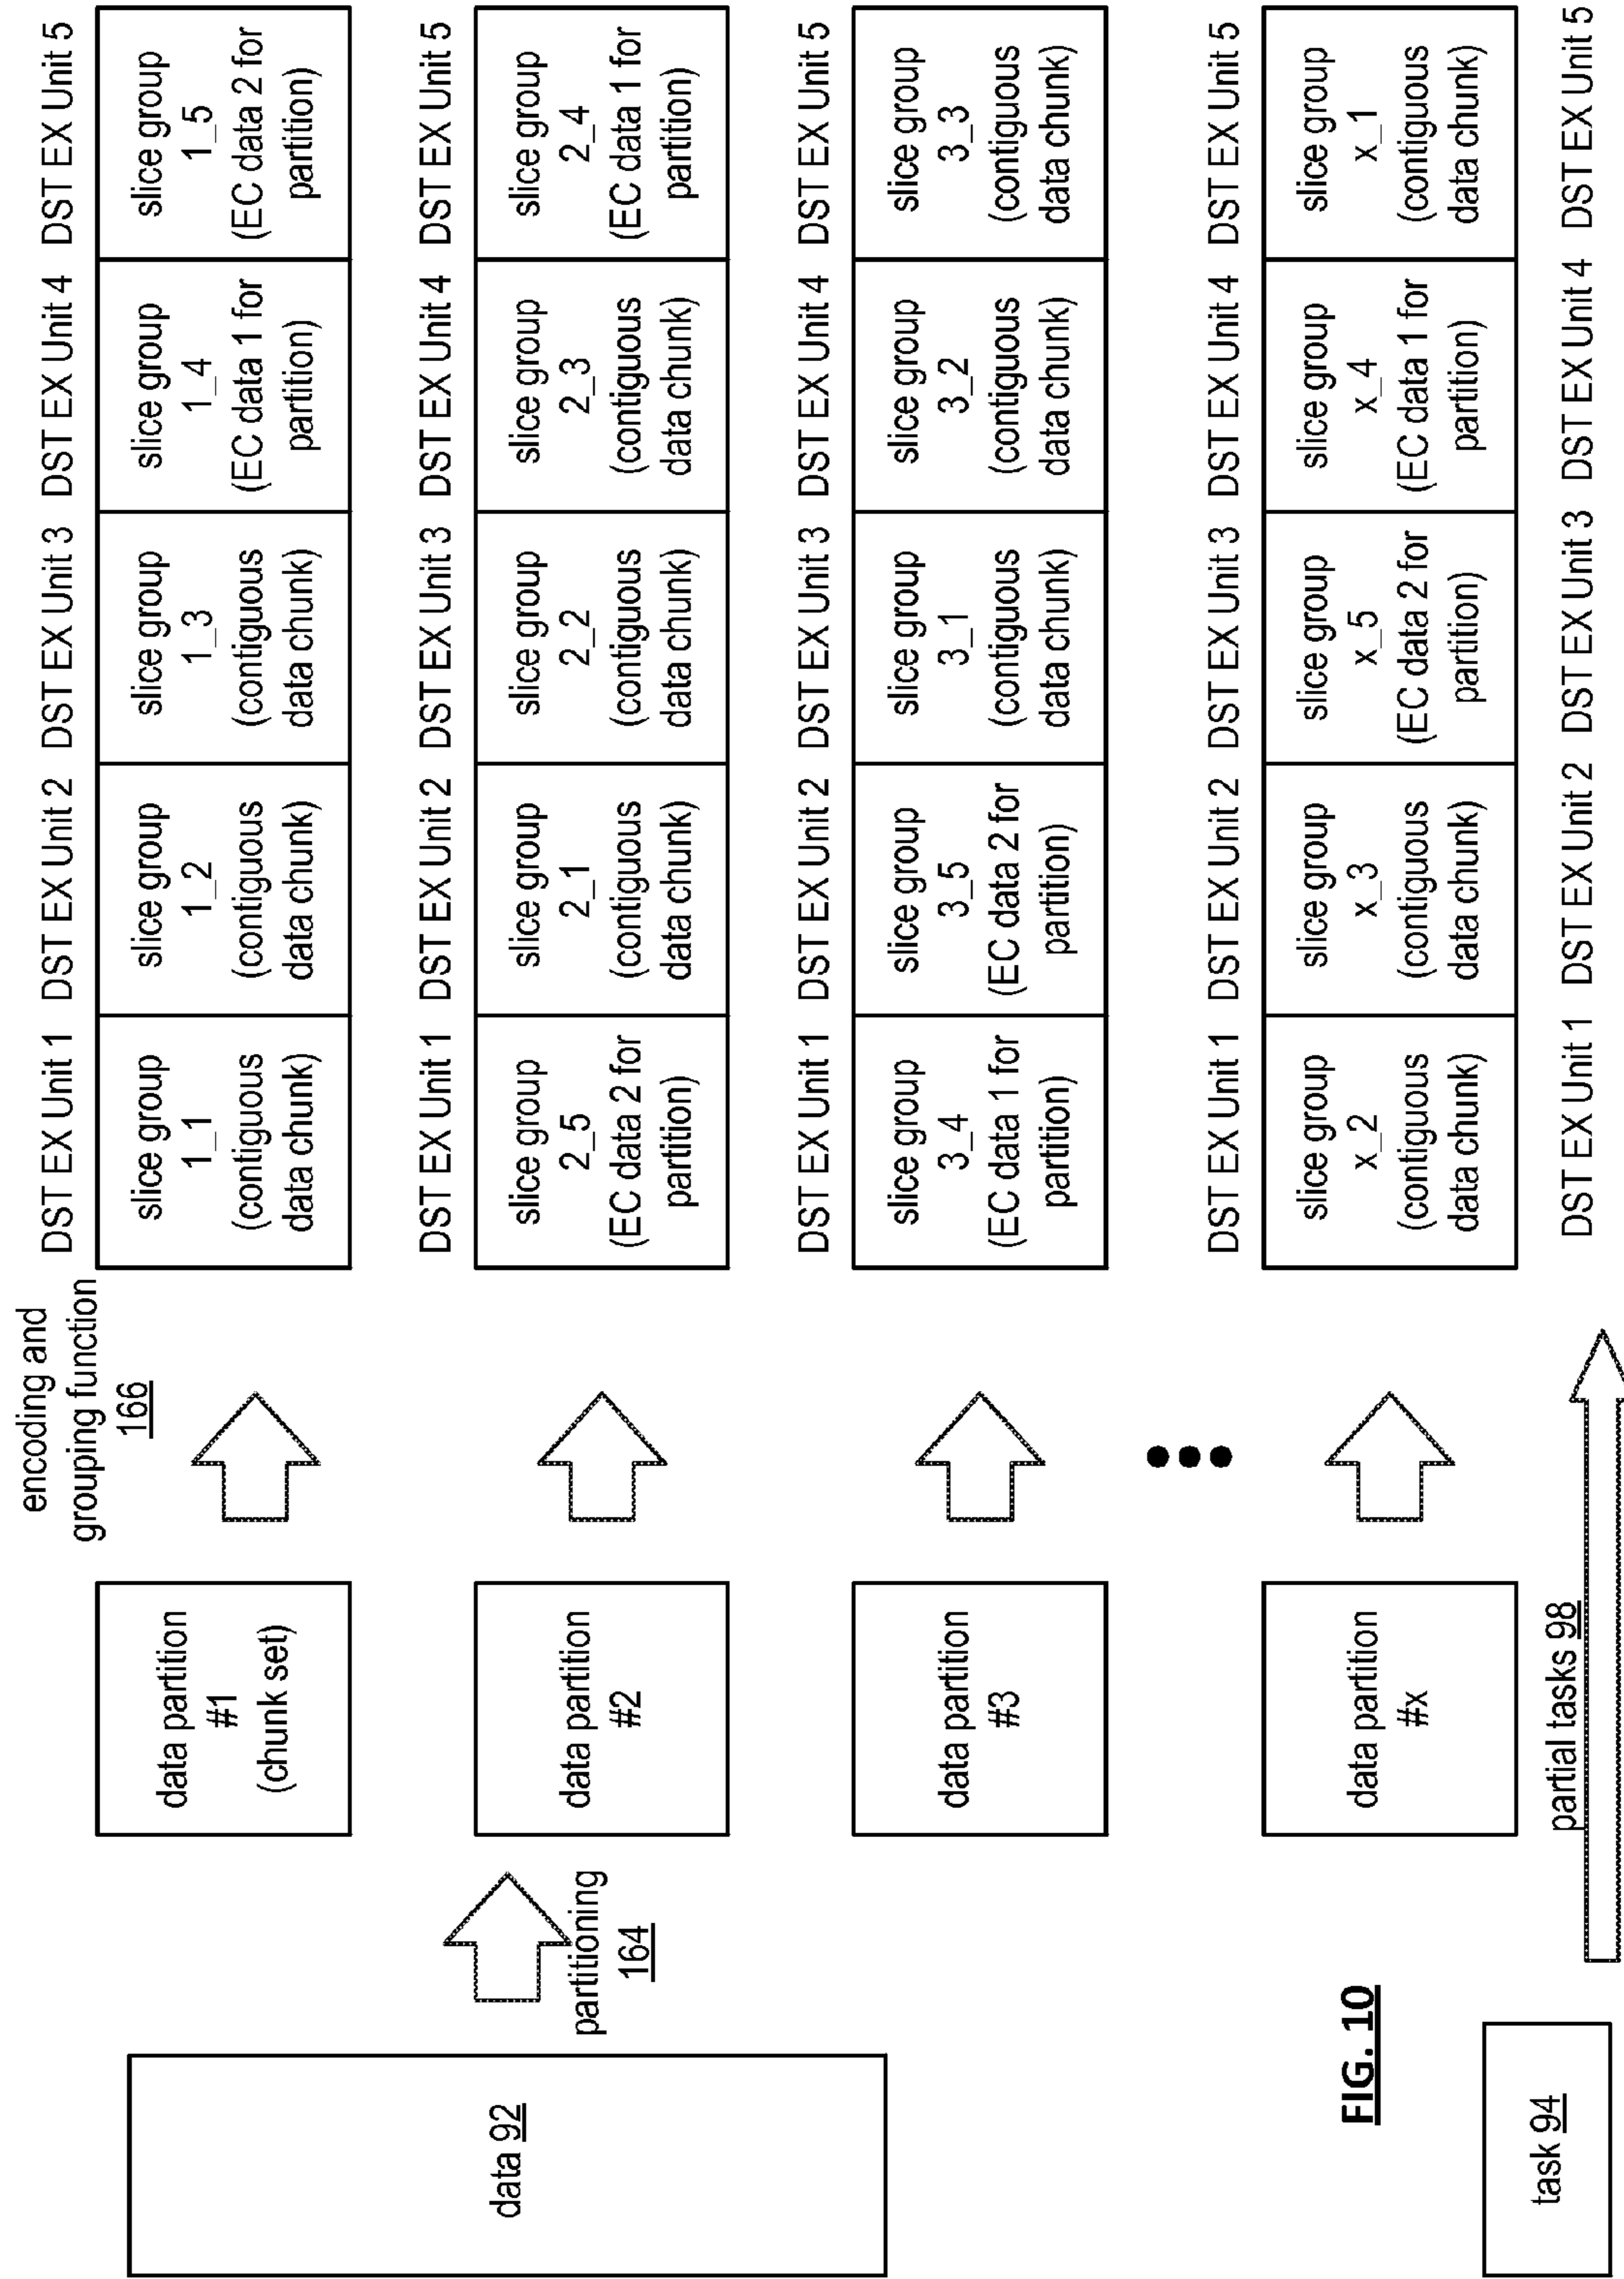 data 92
task 94
FIG. 10
partitioning
164
data partition
#1
(chunk set)
data partition
#2
data partition
#3
data partition
#x
partial tasks 98
encoding and
grouping function
166
DST EX Unit 1 DST EX Unit 2 DST EX Unit 3 DST EX Unit 4 DST EX Unit 5
slice group
1_1
(contiguous
data chunk)
slice group
1_2
(contiguous
data chunk)
slice group
1_3
(contiguous
data chunk)
slice group
1_4
(EC data 1 for
partition)
slice group
1_5
(EC data 2 for
partition)
DST EX Unit 1 DST EX Unit 2 DST EX Unit 3 DST EX Unit 4 DST EX Unit 5
slice group
2_5
(EC data 2 for
partition)
slice group
2_1
(contiguous
data chunk)
slice group
2_2
(contiguous
data chunk)
slice group
2_3
(contiguous
data chunk)
slice group
2_4
(EC data 1 for
partition)
DST EX Unit 1 DST EX Unit 2 DST EX Unit 3 DST EX Unit 4 DST EX Unit 5
slice group
3_4
(EC data 1 for
partition)
slice group
3_5
(EC data 2 for
partition)
slice group
3_1
(contiguous
data chunk)
slice group
3_2
(contiguous
data chunk)
slice group
3_3
(contiguous
data chunk)
DST EX Unit 1 DST EX Unit 2 DST EX Unit 3 DST EX Unit 4 DST EX Unit 5
slice group
x_2
(contiguous
data chunk)
slice group
x_3
(contiguous
data chunk)
slice group
x_5
(EC data 2 for
partition)
slice group
x_4
(EC data 1 for
partition)
slice group
x_1
(contiguous
data chunk)
DST EX Unit 1 DST EX Unit 2 DST EX Unit 3 DST EX Unit 4 DST EX Unit 5